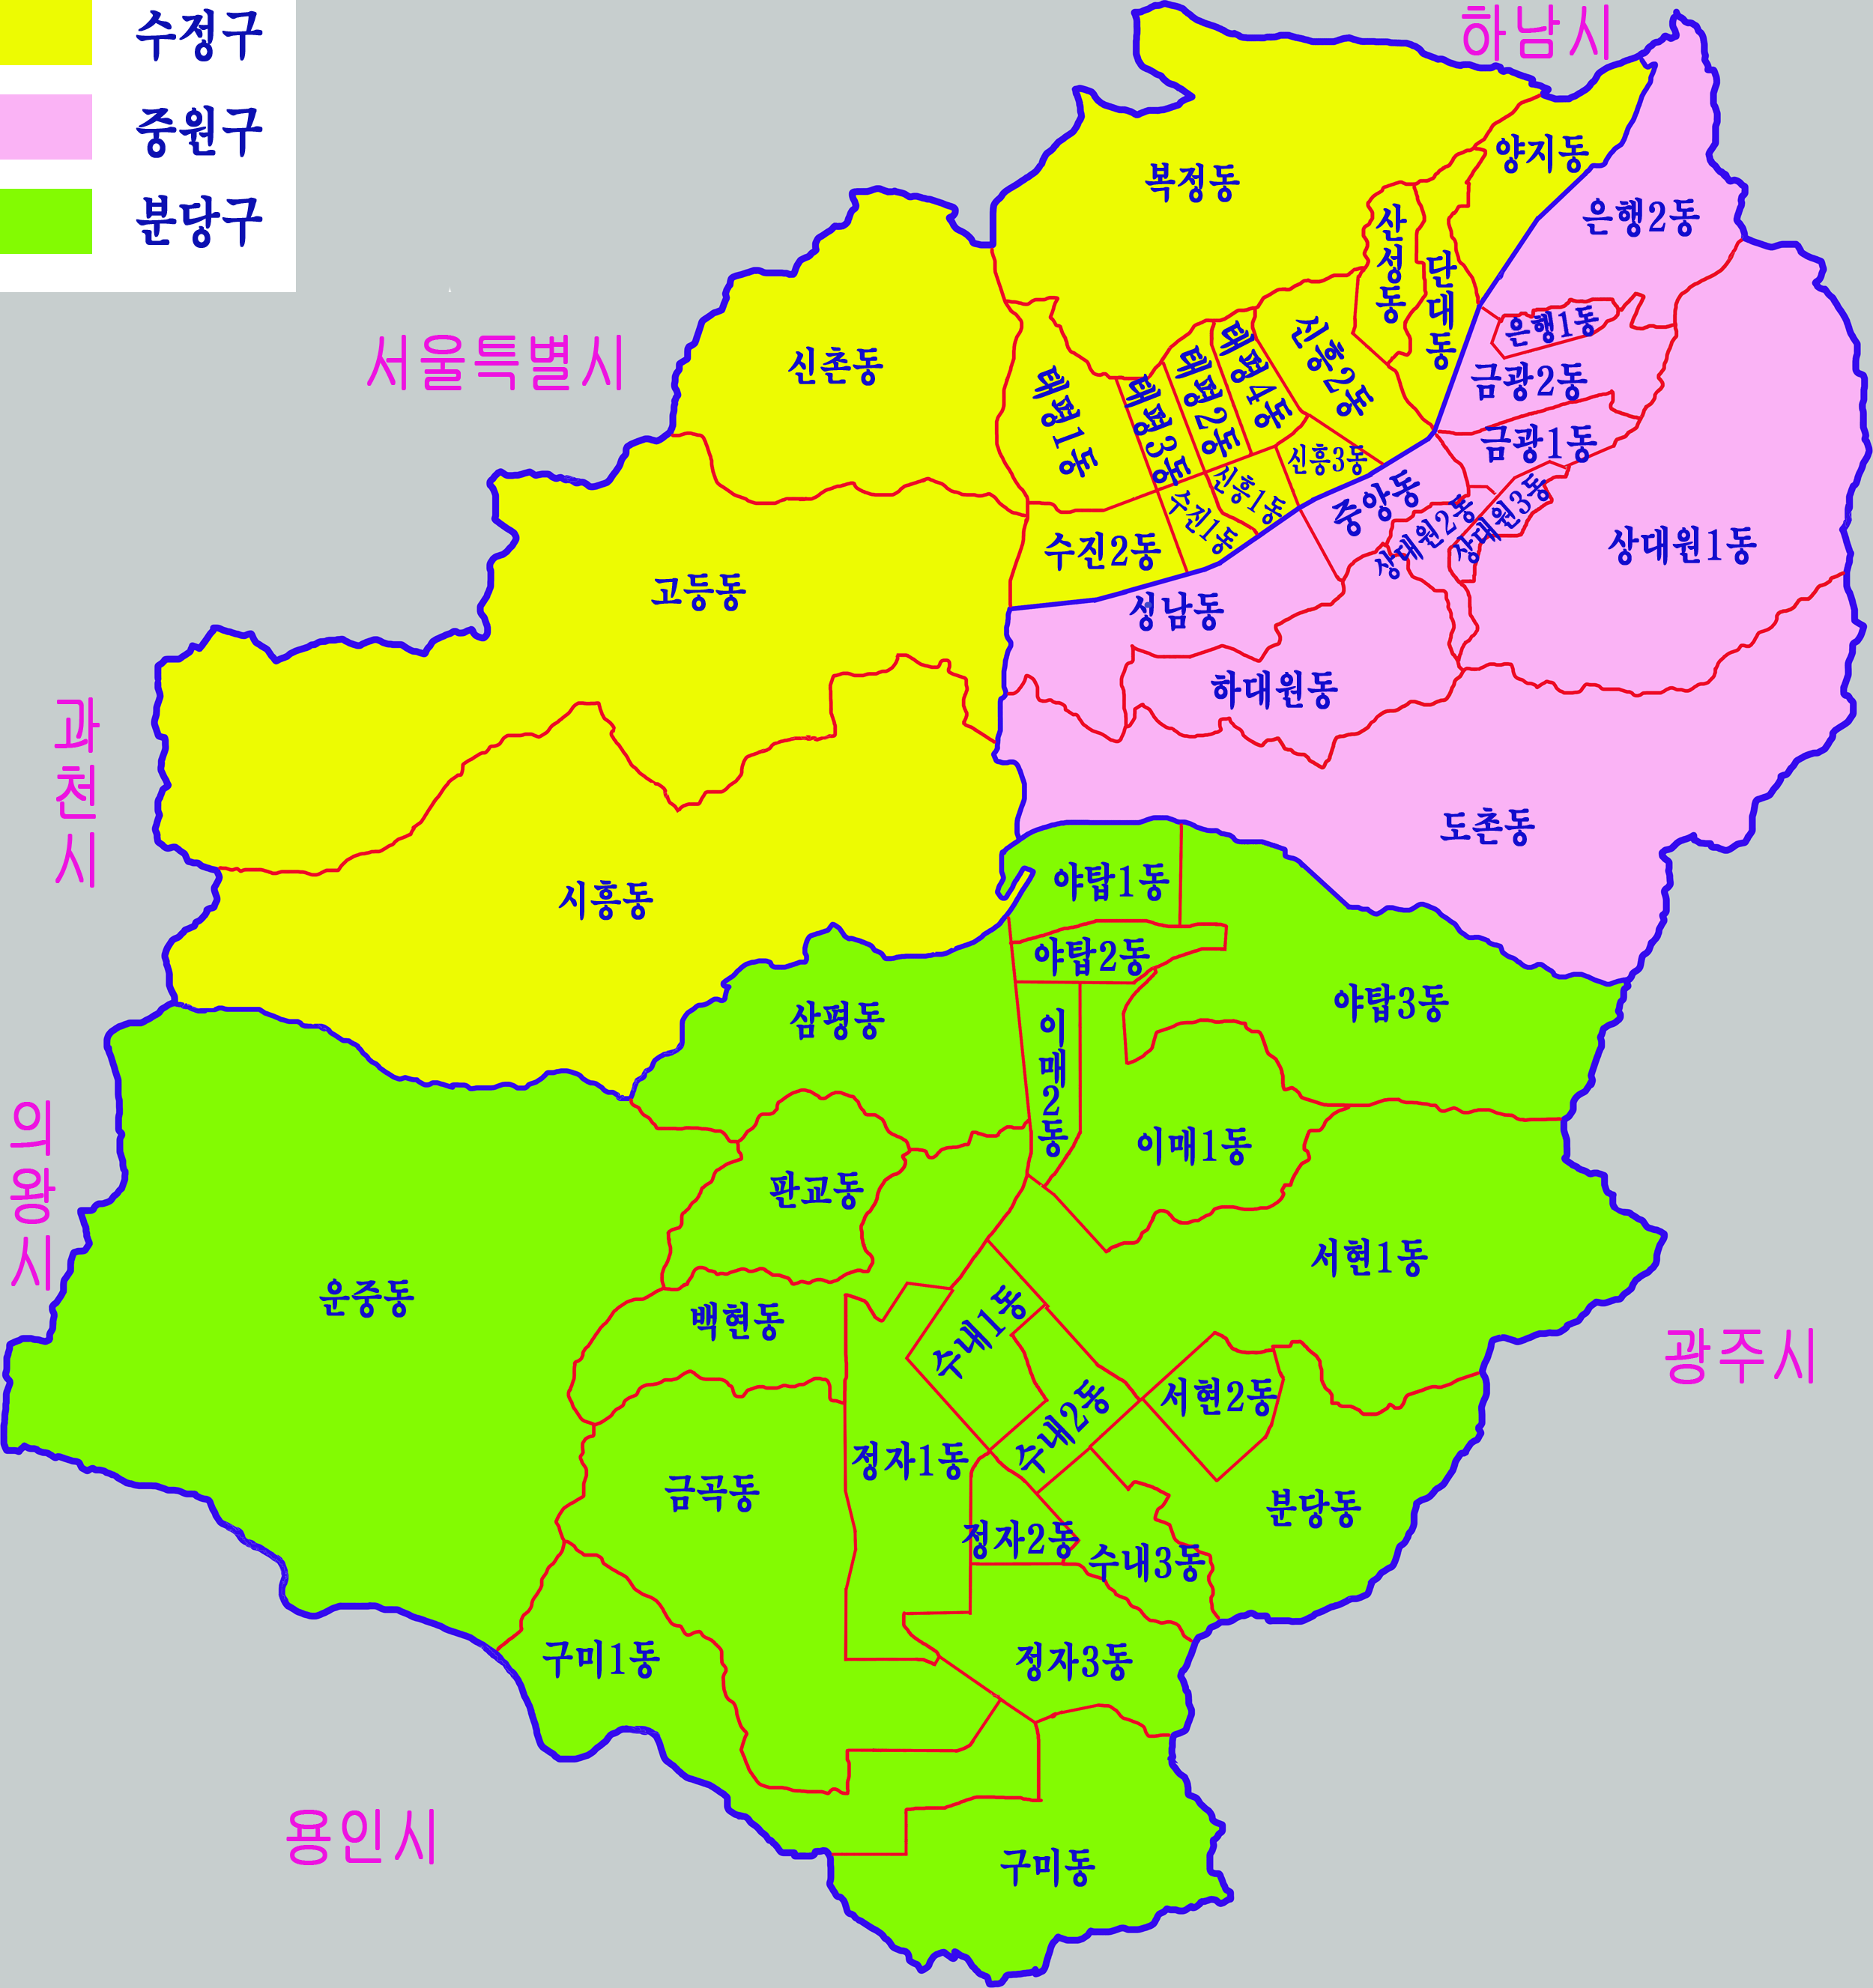 수정구
중원구
분당구
하남시
서울특별시
과천시
의왕시
광주시
용인시
복정동
양지동
산성동
단대동
신촌동
태평1동
태평3동
태평2동
태평4동
신흥2동
신흥3동
신흥1동
수진1동
수진2동
고등동
시흥동
은행2동
은행1동
금광2동
금광1동
중앙동
상대원2동
상대원3동
상대원1동
성남동
하대원동
도촌동
야탑1동
야탑2동
야탑3동
삼평동
이매2동
이매1동
판교동
서현1동
운중동
백현동
수내1동
수내2동
서현2동
정자1동
금곡동
분당동
정자2동
수내3동
구미1동
정자3동
구미동